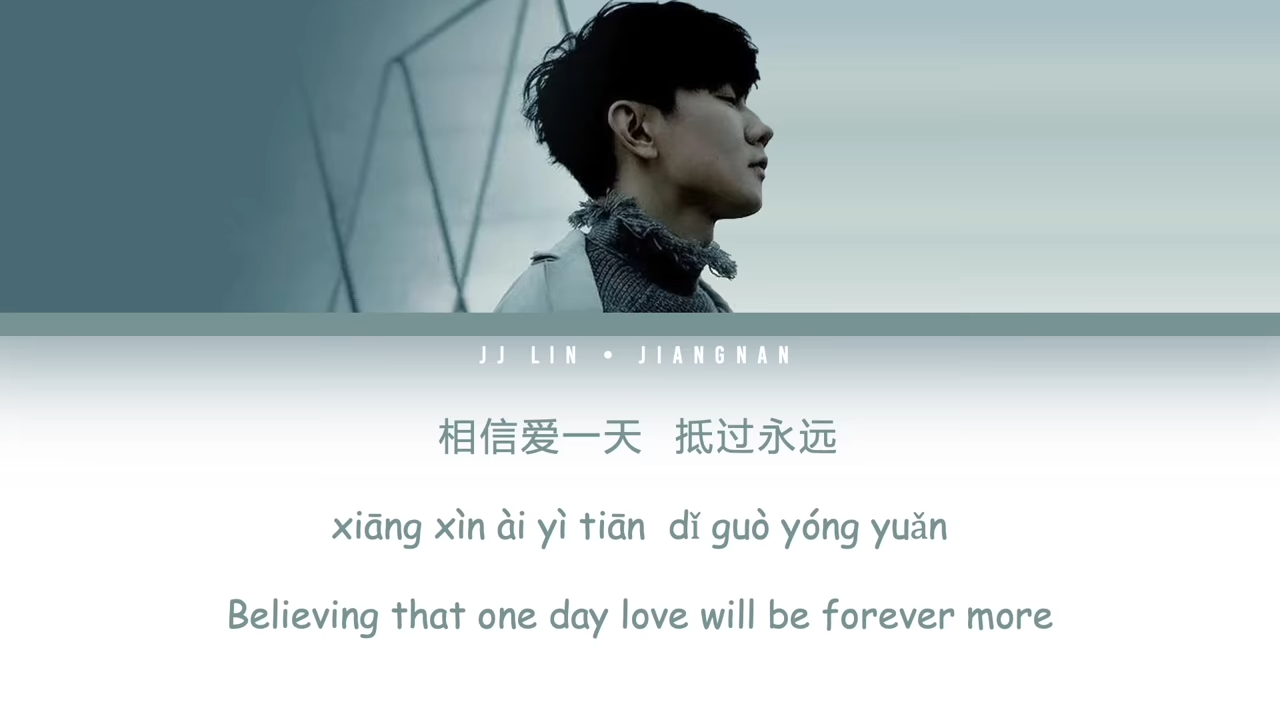 JJ LIN • JIANGNAN
相信爱一天 抵过永远
xiāng xìn ài yì tiān dǐ guò yóng yuǎn
Believing that one day love will be forever more